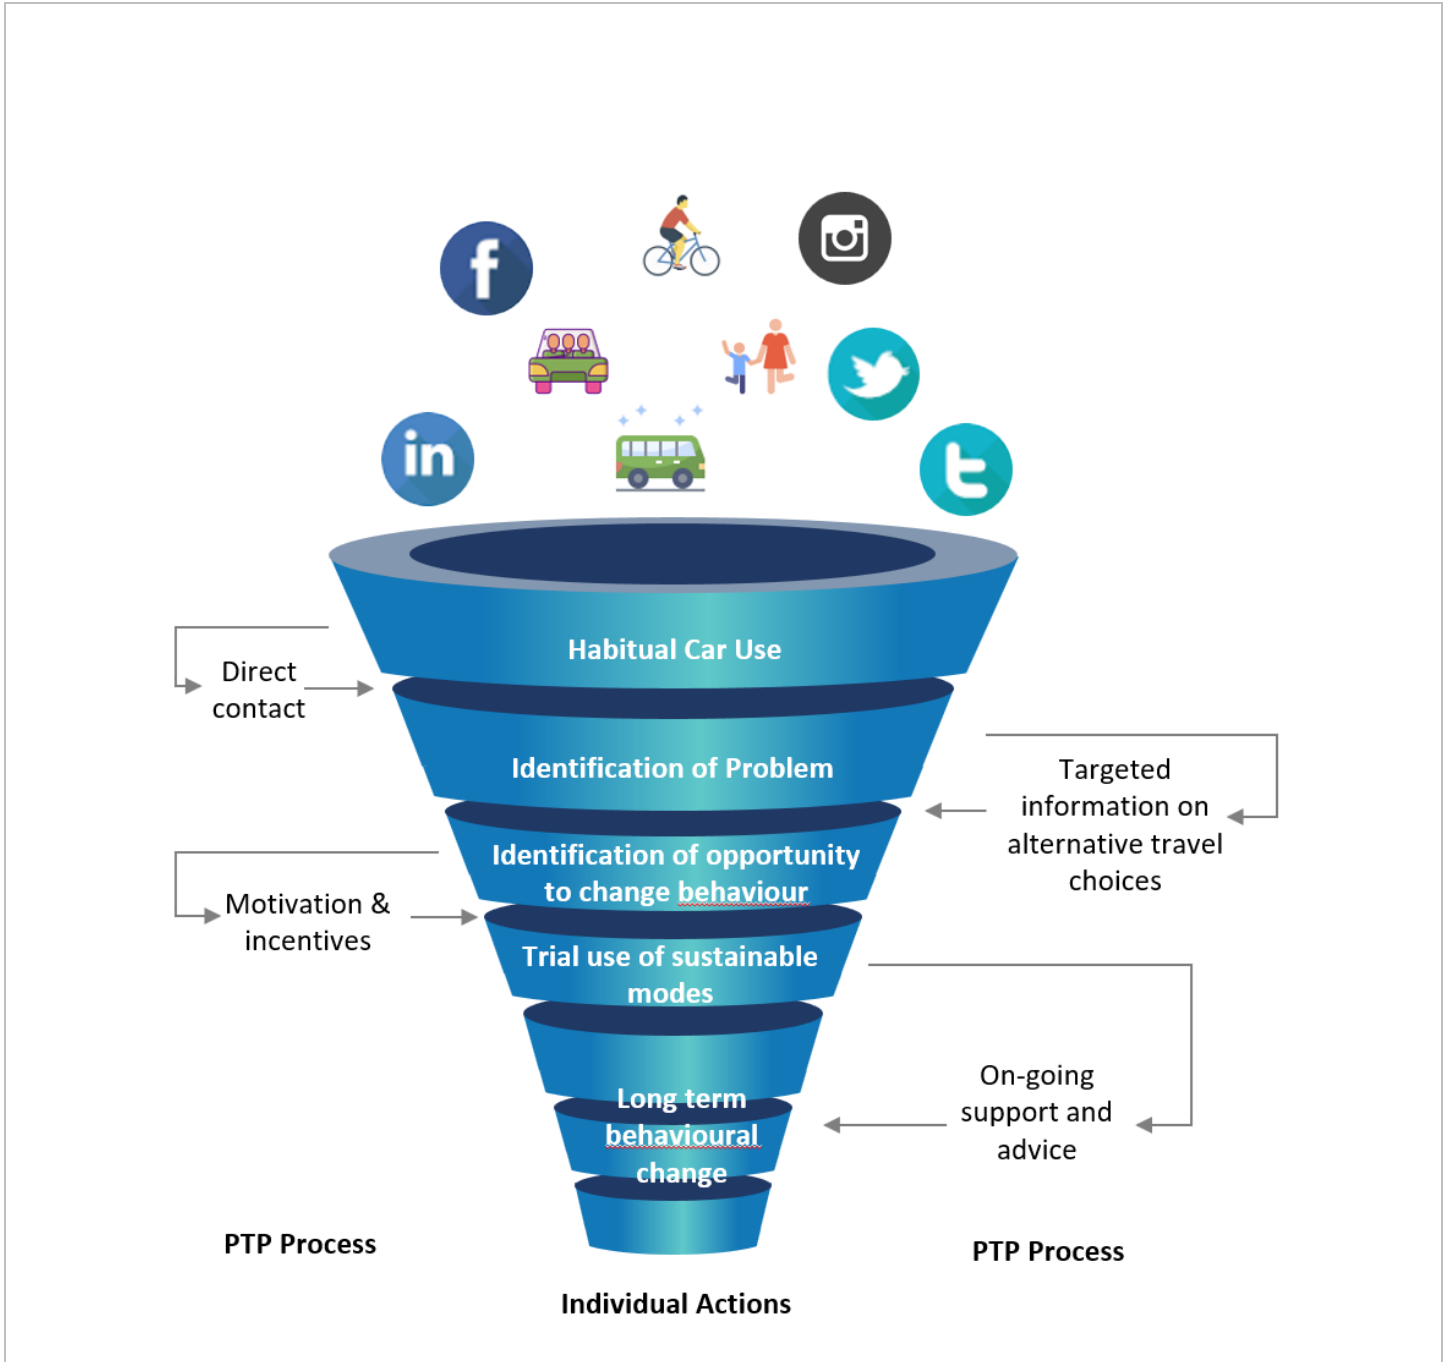 f
in
t
Habitual Car Use
Direct
contact
Identification of Problem
Targeted
information on
alternative travel
choices
Identification of opportunity
to change behaviour
Motivation &
incentives
Trial use of sustainable
modes
Long term
behavioural
change
On-going
support and
advice
PTP Process
PTP Process
Individual Actions